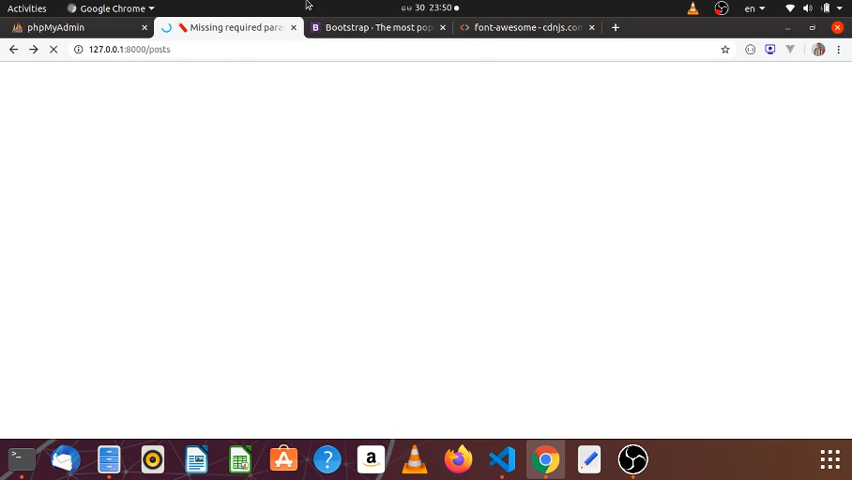 Activities
Google Chrome
30 23:50
en
phpMyAdmin
Missing required para
Bootstrap · The most pop
font-awesome - cdnjs.com
127.0.0.1:8000/posts